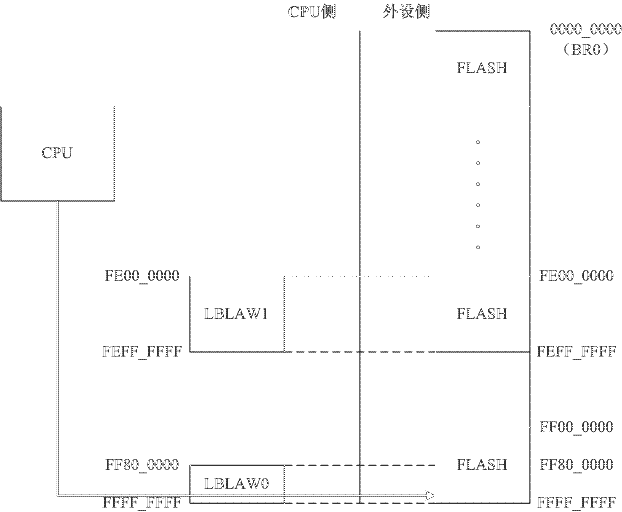 CPU侧 外设侧 0000_0000
(BR0)
FLASH
CPU
FE00_0000 FE00_0000
LBLAW1 FLASH
FEFF_FFFF FEFF_FFFF
FF00_0000
FF80_0000 FLASH FF80_0000
LBLAW0
FFFF_FFFF FFFF_FFFF